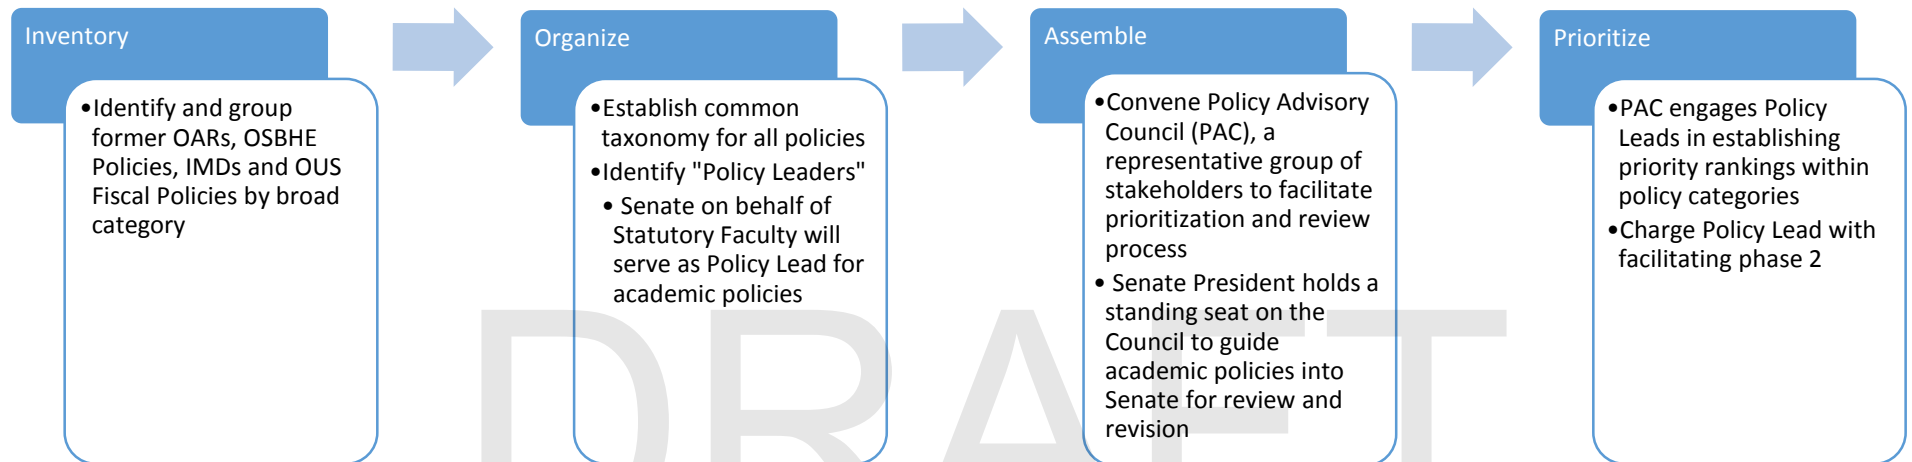 Inventory
•Identify and group
former OARs, OSBHE
Policies, IMDs and OUS
Fiscal Policies by broad
category
Organize
•Establish common
taxonomy for all policies
•Identify "Policy Leaders"
• Senate on behalf of
Statutory Faculty will
serve as Policy Lead for
academic policies
Assemble
•Convene Policy Advisory
Council (PAC), a
representative group of
stakeholders to facilitate
prioritization and review
process
• Senate President holds a
standing seat on the
Council to guide
academic policies into
Senate for review and
revision
Prioritize
•PAC engages Policy
Leads in establishing
priority rankings within
policy categories
•Charge Policy Lead with
facilitating phase 2
DRAFT